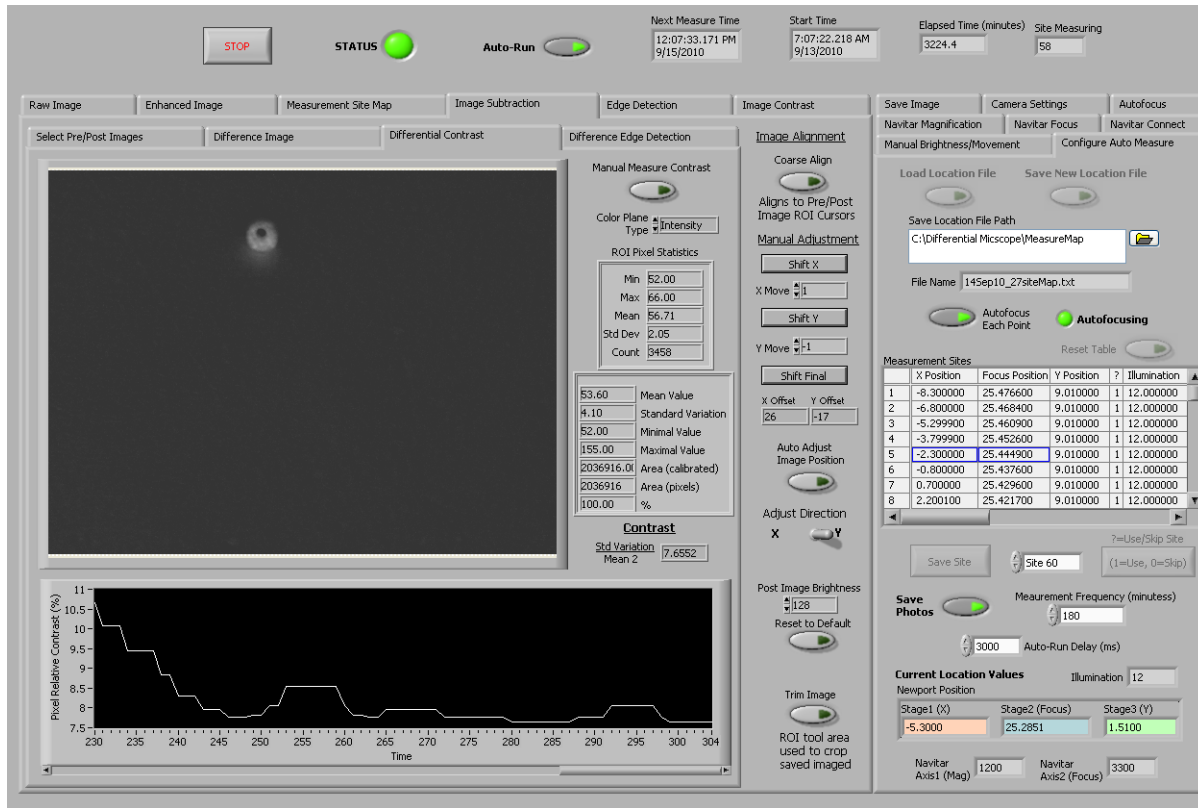 STOP
STATUS
Auto-Run
Next Measure Time
12:07:33.171 PM
9/15/2010
Start Time
7:07:22.218 AM
9/13/2010
Elapsed Time (minutes)
3224.4
Site Measuring
58
Raw Image
Enhanced Image
Measurement Site Map
Image Subtraction
Edge Detection
Image Contrast
Select Pre/Post Images
Difference Image
Differential Contrast
Difference Edge Detection
Manual Measure Contrast
Color Plane Type Intensity
ROI Pixel Statistics
Min 52.00
Max 66.00
Mean 56.71
Std Dev 2.05
Count 3458
53.60 Mean Value
4.10 Standard Variation
52.00 Minimal Value
155.00 Maximal Value
2036916.0 Area (calibrated)
2036916 Area (pixels)
100.00 %
Contrast
Std Variation
Mean 2
7.6552
Pixel Relative Contrast (%)
11
10.5
10
9.5
9
8.5
8
7.5
230 235 240 245 250 255 260 265 270 275 280 285 290 295 300 304
Time
Image Alignment
Coarse Align
Aligns to Pre/Post
Image ROI Cursors
Manual Adjustment
Shift X
X Move 1
Shift Y
Y Move -1
Shift Final
X Offset Y Offset
26 -17
Auto Adjust
Image Position
Adjust Direction
X Y
Post Image Brightness
128
Reset to Default
Trim Image
ROI tool area
used to crop
saved imaged
Save Image
Camera Settings
Autofocus
Navitar Magnification
Navitar Focus
Navitar Connect
Manual Brightness/Movement
Configure Auto Measure
Load Location File
Save New Location File
Save Location File Path
C:\Differential Micscope\MeasureMap
File Name 14Sep10_27siteMap.txt
Autofocus
Each Point
Autofocusing
Reset Table
Measurement Sites
X Position Focus Position Y Position ? Illumination
1 -8.300000 25.476600 9.010000 1 12.000000
2 -6.800000 25.468400 9.010000 1 12.000000
3 -5.299900 25.460900 9.010000 1 12.000000
4 -3.799900 25.452600 9.010000 1 12.000000
5 -2.300000 25.444900 9.010000 1 12.000000
6 -0.800000 25.437600 9.010000 1 12.000000
7 0.700000 25.429600 9.010000 1 12.000000
8 2.200100 25.421700 9.010000 1 12.000000
?=Use/Skip Site
Save Site
Site 60
(1=Use, 0=Skip)
Save
Photos
Meaurement Frequency (minutess)
180
3000 Auto-Run Delay (ms)
Current Location Values
Illumination 12
Newport Position
Stage1 (X) Stage2 (Focus) Stage3 (Y)
-5.3000 25.2851 1.5100
Navitar
Axis1 (Mag)
1200
Navitar
Axis2 (Focus)
3300